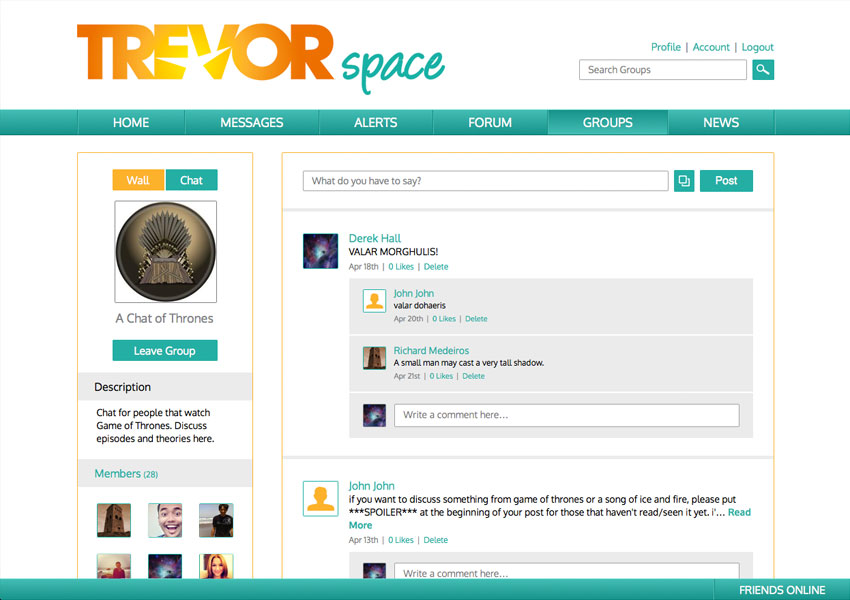 TREVOR space
Profile | Account | Logout
Search Groups
HOME MESSAGES ALERTS FORUM GROUPS NEWS
Wall Chat
A Chat of Thrones
Leave Group
Description
Chat for people that watch
Game of Thrones. Discuss
episodes and theories here.
Members (28)
What do you have to say?
Post
Derek Hall
VALAR MORGHULIS!
Apr 18th | 0 Likes | Delete
John John
valar dohaeris
Apr 20th | 0 Likes | Delete
Richard Medeiros
A small man may cast a very tall shadow.
Apr 21st | 0 Likes | Delete
Write a comment here...
John John
if you want to discuss something from game of thrones or a song of ice and fire, please put
***SPOILER*** at the beginning of your post for those that haven't read/seen it yet. i'... Read
More
Apr 13th | 0 Likes | Delete
Write a comment here...
FRIENDS ONLINE